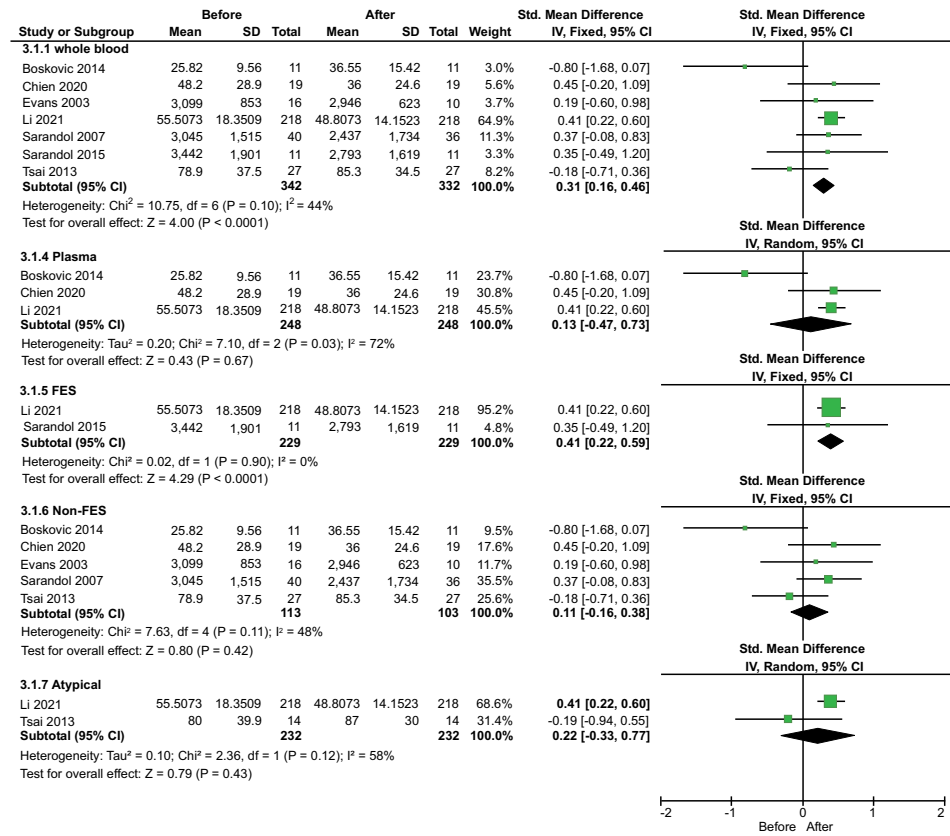 Before After Std. Mean Difference Std. Mean Difference
Study or Subgroup Mean SD Total Mean SD Total Weight IV, Fixed, 95% CI IV, Fixed, 95% CI
3.1.1 whole blood
Boskovic 2014 25.82 9.56 11 36.55 15.42 11 3.0% -0.80 [-1.68, 0.07]
Chien 2020 48.2 28.9 19 36 24.6 19 5.6% 0.45 [-0.20, 1.09]
Evans 2003 3,099 853 16 2,946 623 10 3.7% 0.19 [-0.60, 0.98]
Li 2021 55.5073 18.3509 218 48.8073 14.1523 218 64.9% 0.41 [0.22, 0.60]
Sarandol 2007 3,045 1,515 40 2,437 1,734 36 11.3% 0.37 [-0.08, 0.83]
Sarandol 2015 3,442 1,901 11 2,793 1,619 11 3.3% 0.35 [-0.49, 1.20]
Tsai 2013 78.9 37.5 27 85.3 34.5 27 8.2% -0.18 [-0.71, 0.36]
Subtotal (95% CI) 342 332 100.0% 0.31 [0.16, 0.46]
Heterogeneity: Chi² = 10.75, df = 6 (P = 0.10); I² = 44%
Test for overall effect: Z = 4.00 (P < 0.0001)
Std. Mean Difference
IV, Random, 95% CI
3.1.4 Plasma
Boskovic 2014 25.82 9.56 11 36.55 15.42 11 23.7% -0.80 [-1.68, 0.07]
Chien 2020 48.2 28.9 19 36 24.6 19 30.8% 0.45 [-0.20, 1.09]
Li 2021 55.5073 18.3509 218 48.8073 14.1523 218 45.5% 0.41 [0.22, 0.60]
Subtotal (95% CI) 248 248 100.0% 0.13 [-0.47, 0.73]
Heterogeneity: Tau² = 0.20; Chi² = 7.10, df = 2 (P = 0.03); I² = 72%
Test for overall effect: Z = 0.43 (P = 0.67)
Std. Mean Difference
IV, Fixed, 95% CI
3.1.5 FES
Li 2021 55.5073 18.3509 218 48.8073 14.1523 218 95.2% 0.41 [0.22, 0.60]
Sarandol 2015 3,442 1,901 11 2,793 1,619 11 4.8% 0.35 [-0.49, 1.20]
Subtotal (95% CI) 229 229 100.0% 0.41 [0.22, 0.59]
Heterogeneity: Chi² = 0.02, df = 1 (P = 0.90); I² = 0%
Test for overall effect: Z = 4.29 (P < 0.0001)
Std. Mean Difference
IV, Fixed, 95% CI
3.1.6 Non-FES
Boskovic 2014 25.82 9.56 11 36.55 15.42 11 9.5% -0.80 [-1.68, 0.07]
Chien 2020 48.2 28.9 19 36 24.6 19 17.6% 0.45 [-0.20, 1.09]
Evans 2003 3,099 853 16 2,946 623 10 11.7% 0.19 [-0.60, 0.98]
Sarandol 2007 3,045 1,515 40 2,437 1,734 36 35.5% 0.37 [-0.08, 0.83]
Tsai 2013 78.9 37.5 27 85.3 34.5 27 25.6% -0.18 [-0.71, 0.36]
Subtotal (95% CI) 113 103 100.0% 0.11 [-0.16, 0.38]
Heterogeneity: Chi² = 7.63, df = 4 (P = 0.11); I² = 48%
Test for overall effect: Z = 0.80 (P = 0.42)
Std. Mean Difference
IV, Random, 95% CI
3.1.7 Atypical
Li 2021 55.5073 18.3509 218 48.8073 14.1523 218 68.6% 0.41 [0.22, 0.60]
Tsai 2013 80 39.9 14 87 30 14 31.4% -0.19 [-0.94, 0.55]
Subtotal (95% CI) 232 232 100.0% 0.22 [-0.33, 0.77]
Heterogeneity: Tau² = 0.10; Chi² = 2.36, df = 1 (P = 0.12); I² = 58%
Test for overall effect: Z = 0.79 (P = 0.43)
-2 -1 0 1 2
Before After